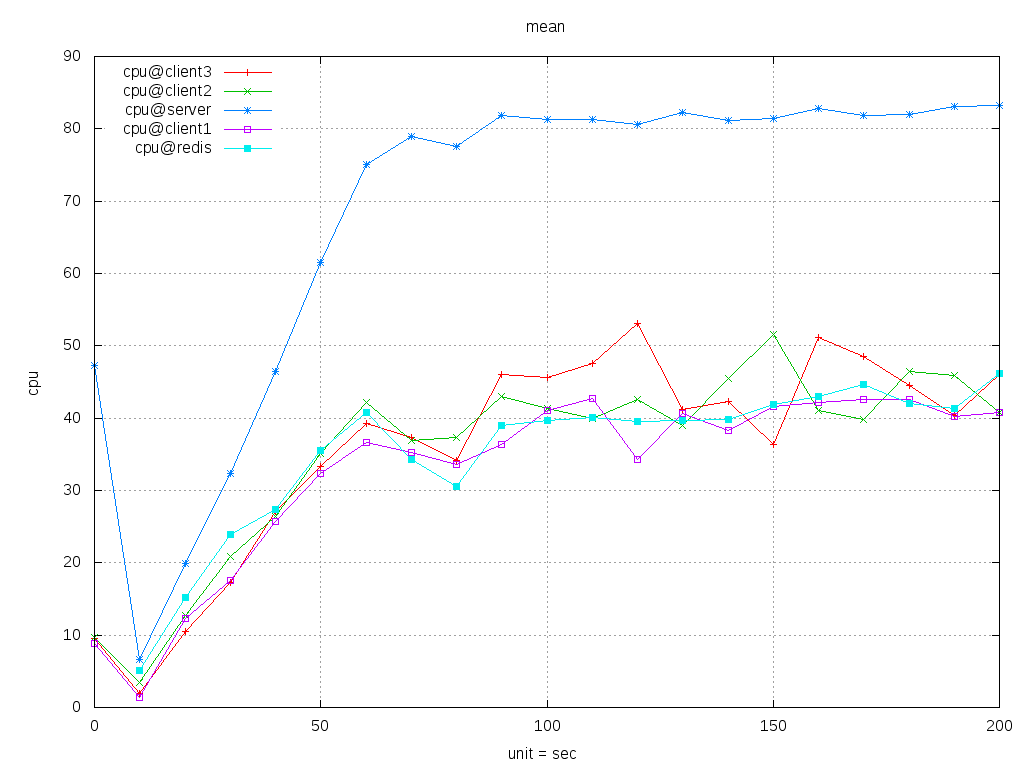 mean
90
80
70
60
50
40
30
20
10
0
cpu
cpu@client3
cpu@client2
cpu@server
cpu@client1
cpu@redis
0 50 100 150 200
unit = sec